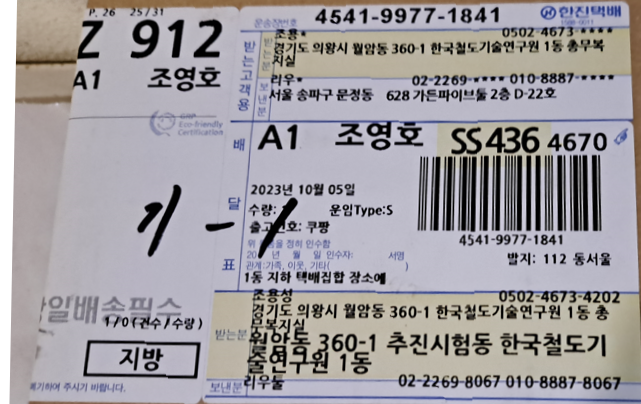 P. 26 25/31
Z 912
A1 조영호
GRP
Eco-friendly
Certification
일배송필수
1/0(건수/수량)
지방
폐기하여 주시기 바랍니다.
운송장번호 4541-9977-1841 한진택배
1588-0011
받는고객용
받는분
조용* 0502-4673-****
경기도 의왕시 월암동 360-1 한국철도기술연구원 1동 총무복
지실
보낸분
리우* 02-2269-**** 010-8887-****
서울 송파구 문정동 628 가든파이브툴 2층 D-22호
배달표
A1 조영호 SS436 4670
1-1
2023년 10월 05일
수량: 운임Type:S
출고번호: 쿠팡
위 물품을 정히 인수함
20 년 월 일 인수자: 서명
관계:가족, 이웃, 기타( )
1동 지하 택배집합 장소에
4541-9977-1841
발지: 112 동서울
받는분
조용성 0502-4673-4202
경기도 의왕시 월암동 360-1 한국철도기술연구원 1동 총
무복지실
월암동 360-1 추진시험동 한국철도기
술연구원 1동
보낸분 리우툴 02-2269-8067 010-8887-8067